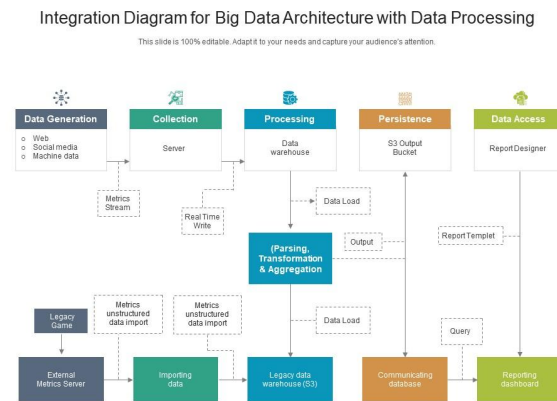 Integration Diagram for Big Data Architecture with Data Processing
This slide is 100% editable. Adapt it to your needs and capture your audience's attention.
Data Generation
Web
Social media
Machine data
Collection
Server
Processing
Data
warehouse
Persistence
S3 Output
Bucket
Data Access
Report Designer
Metrics
Stream
Real Time
Write
Data Load
(Parsing,
Transformation
& Aggregation
Output
Report Templet
Legacy
Game
Metrics
unstructured
data import
Metrics
unstructured
data import
Data Load
Query
External
Metrics Server
Importing
data
Legacy data
warehouse (S3)
Communicating
database
Reporting
dashboard